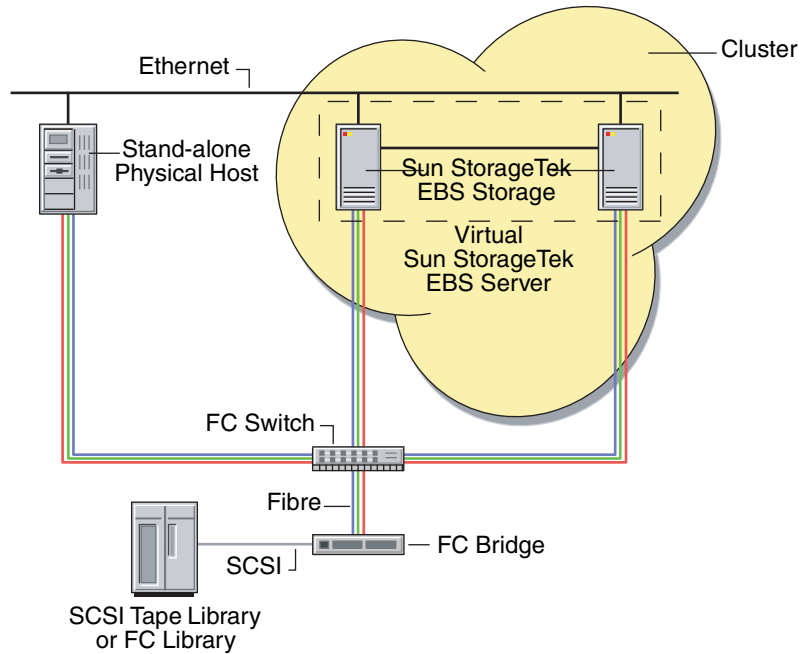 Cluster
Ethernet
Stand-alone
Physical Host
Sun StorageTek
EBS Storage
Virtual
Sun StorageTek
EBS Server
FC Switch
Fibre
FC Bridge
SCSI
SCSI Tape Library
or FC Library